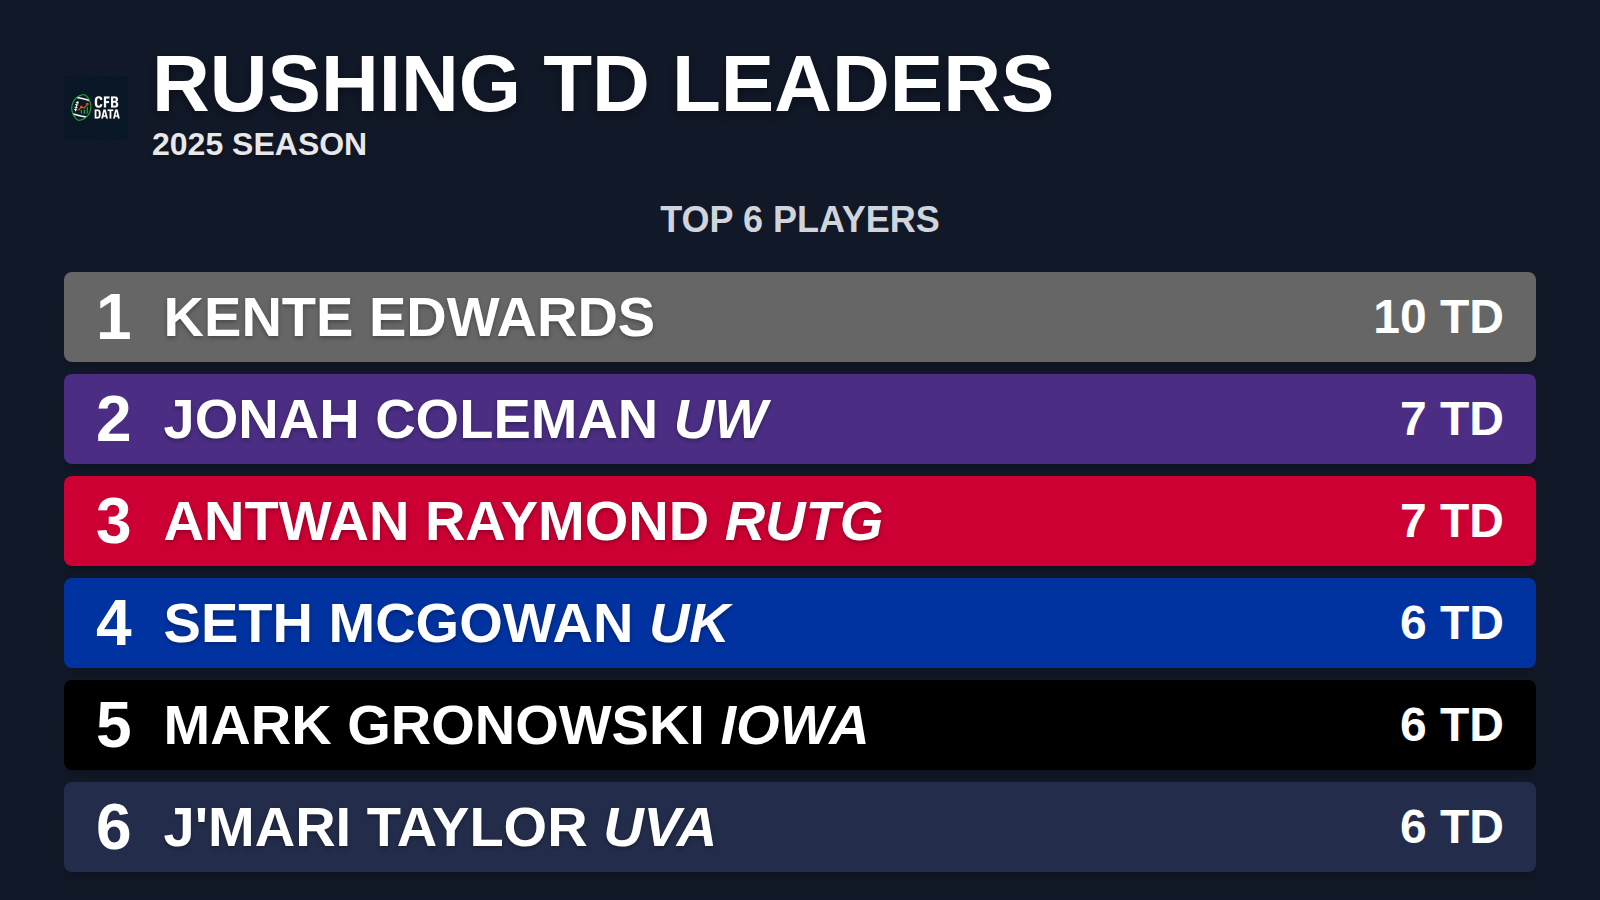 CFB
DATA
RUSHING TD LEADERS
2025 SEASON
TOP 6 PLAYERS
1 KENTE EDWARDS 10 TD
2 JONAH COLEMAN UW 7 TD
3 ANTWAN RAYMOND RUTG 7 TD
4 SETH MCGOWAN UK 6 TD
5 MARK GRONOWSKI IOWA 6 TD
6 J'MARI TAYLOR UVA 6 TD